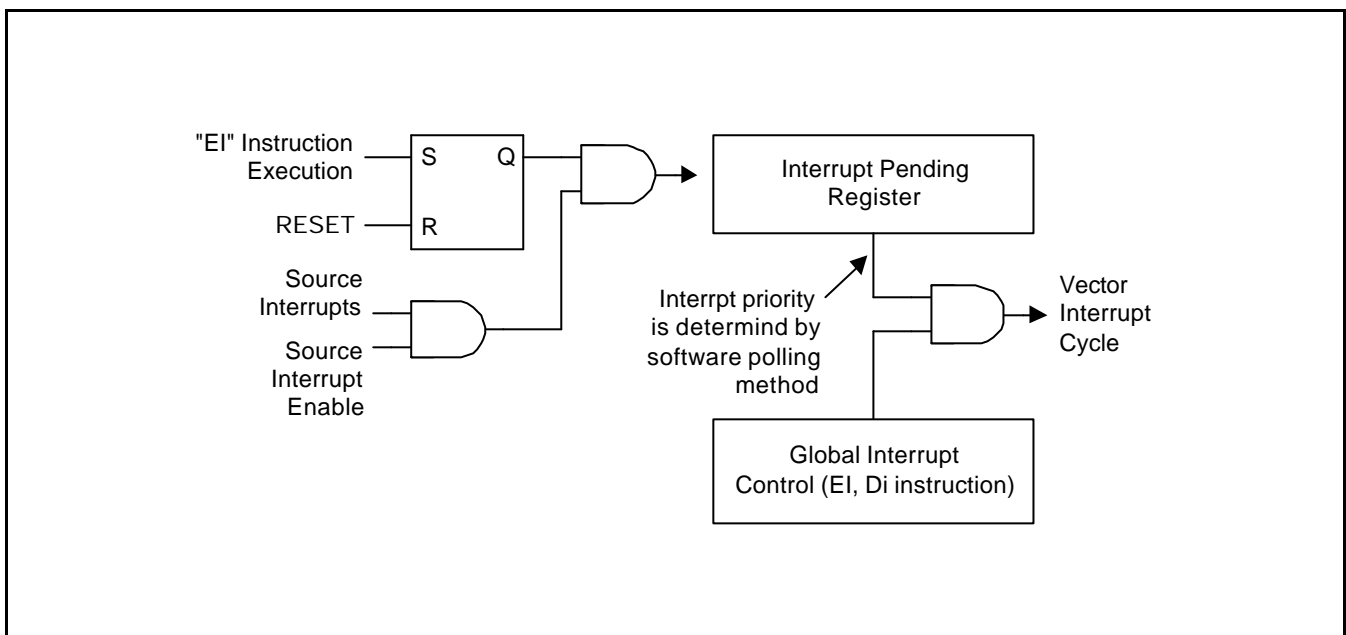 "EI" Instruction
Execution
S
Q
RESET
R
Source
Interrupts
Source
Interrupt
Enable
Interrupt Pending
Register
Interrpt priority
is determind by
software polling
method
Vector
Interrupt
Cycle
Global Interrupt
Control (EI, Di instruction)